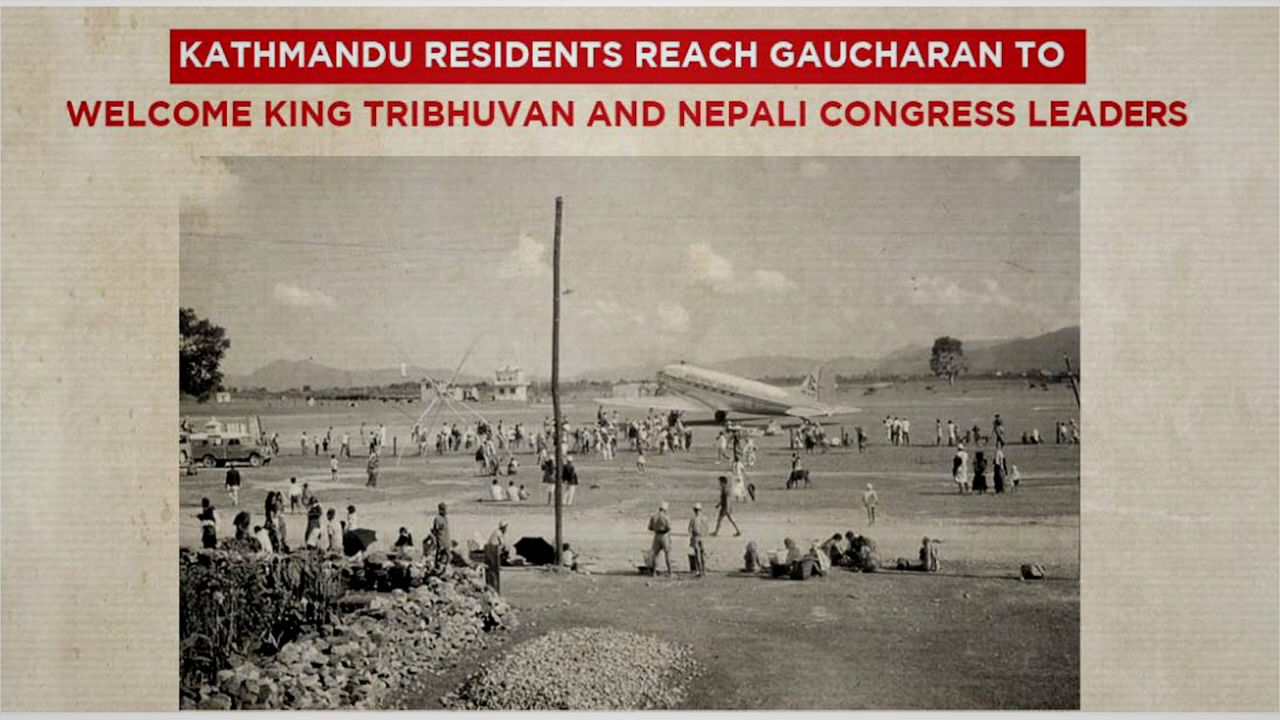 KATHMANDU RESIDENTS REACH GAUCHARAN TO
WELCOME KING TRIBHUVAN AND NEPALI CONGRESS LEADERS